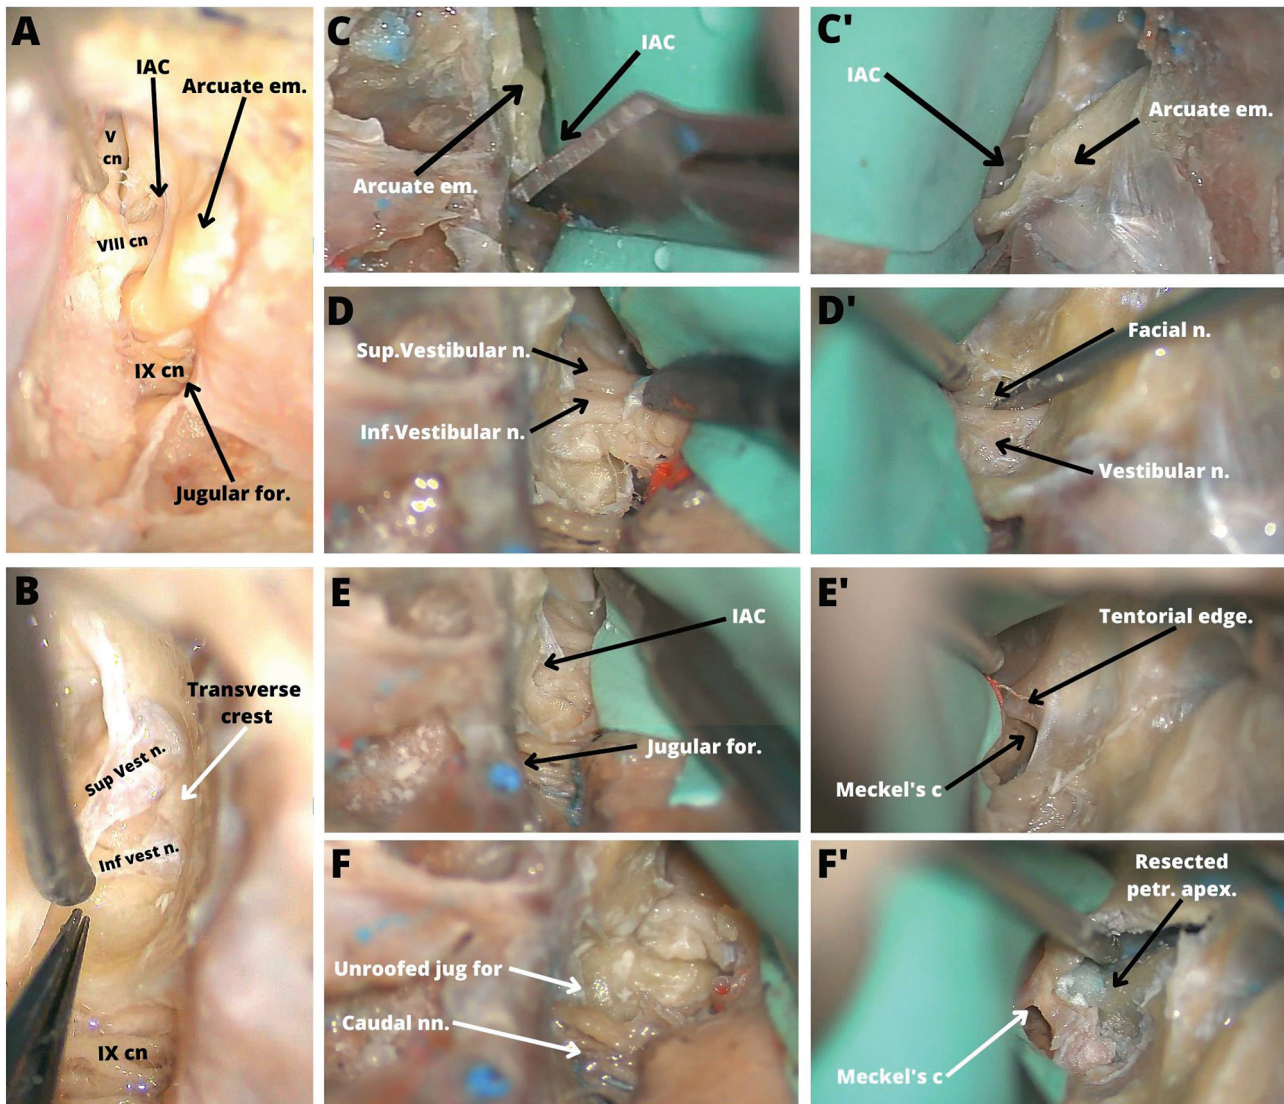 A
IAC
Arcuate em.
V
cn
VIII cn
IX cn
Jugular for.
C
IAC
Arcuate em.
C'
IAC
Arcuate em.
D
Sup.Vestibular n.
Inf.Vestibular n.
D'
Facial n.
Vestibular n.
B
Transverse
crest
Sup Vest n.
Inf vest n.
IX cn
E
IAC
Jugular for.
E'
Tentorial edge.
Meckel's c
F
Unroofed jug for
Caudal nn.
F'
Resected
petr. apex.
Meckel's c